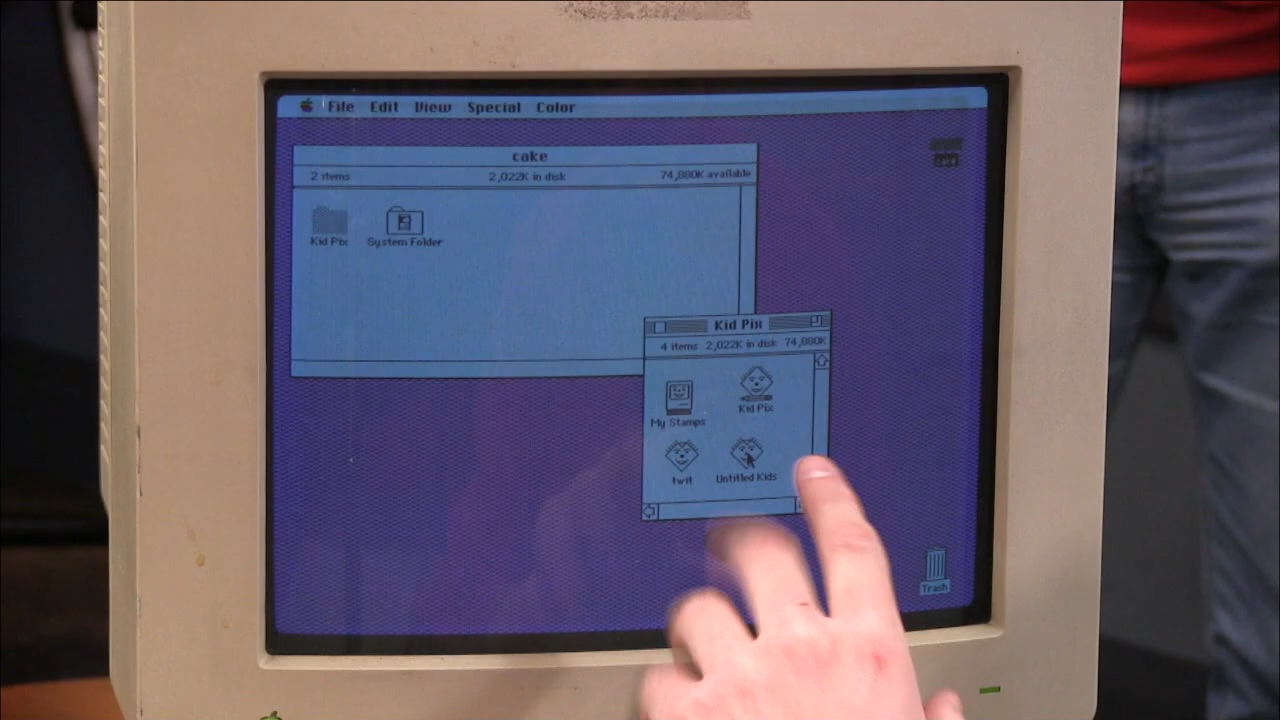 File Edit View Special Color
cake
2 items 2,022K in disk 74,880K available
Kid Pix System Folder
cake
Kid Pix
4 items 2,022K in disk 74,880K
My Stamps Kid Pix
twit Untitled Kids
Trash